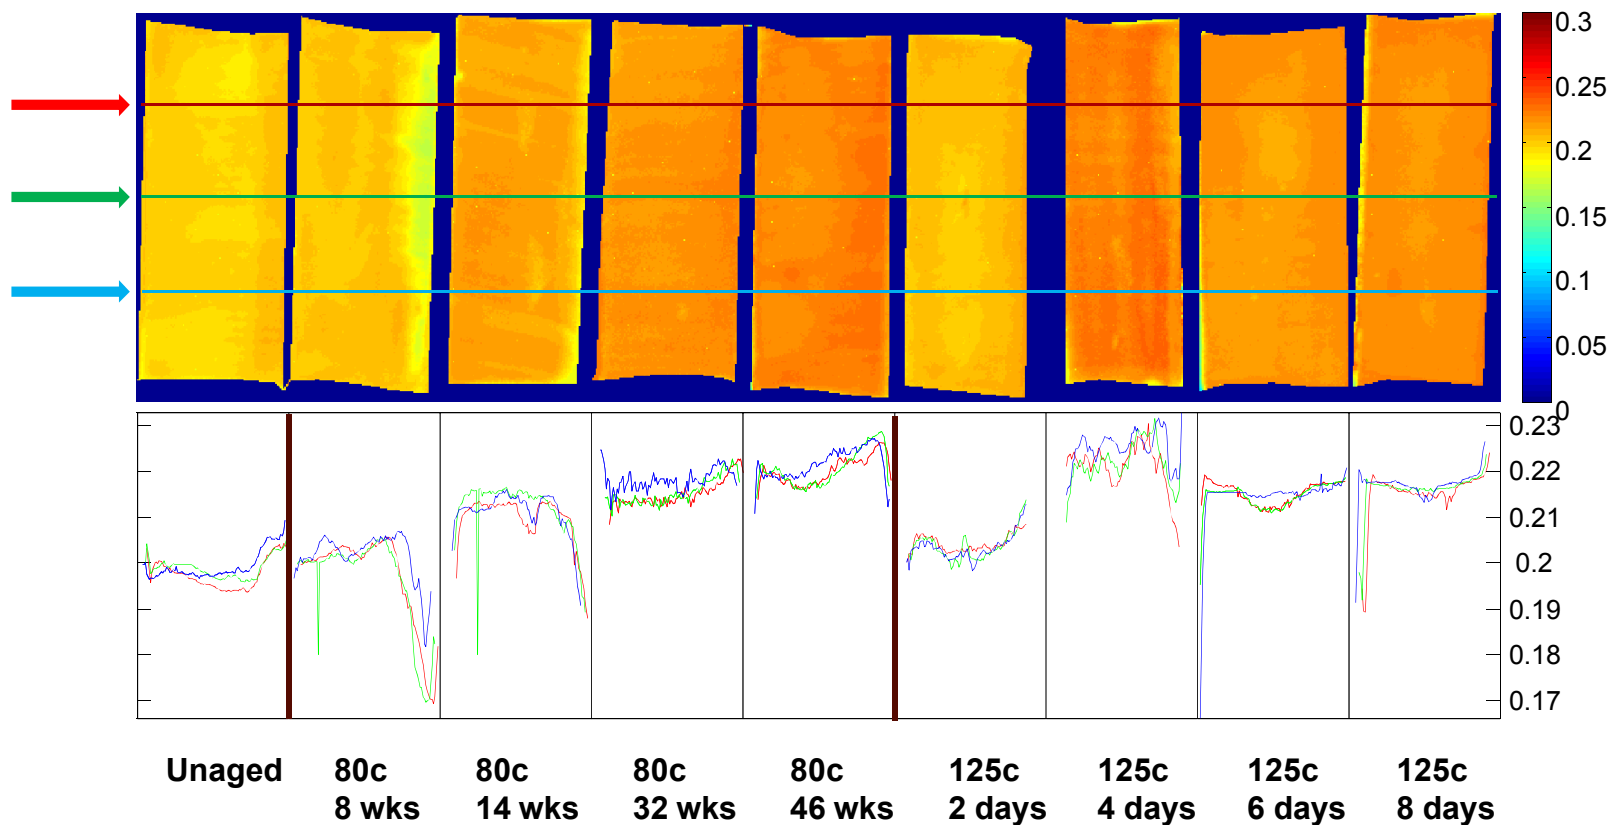 0.3
0.25
0.2
0.15
0.1
0.05
0
0.23
0.22
0.21
0.2
0.19
0.18
0.17
Unaged
80c
8 wks
80c
14 wks
80c
32 wks
80c
46 wks
125c
2 days
125c
4 days
125c
6 days
125c
8 days